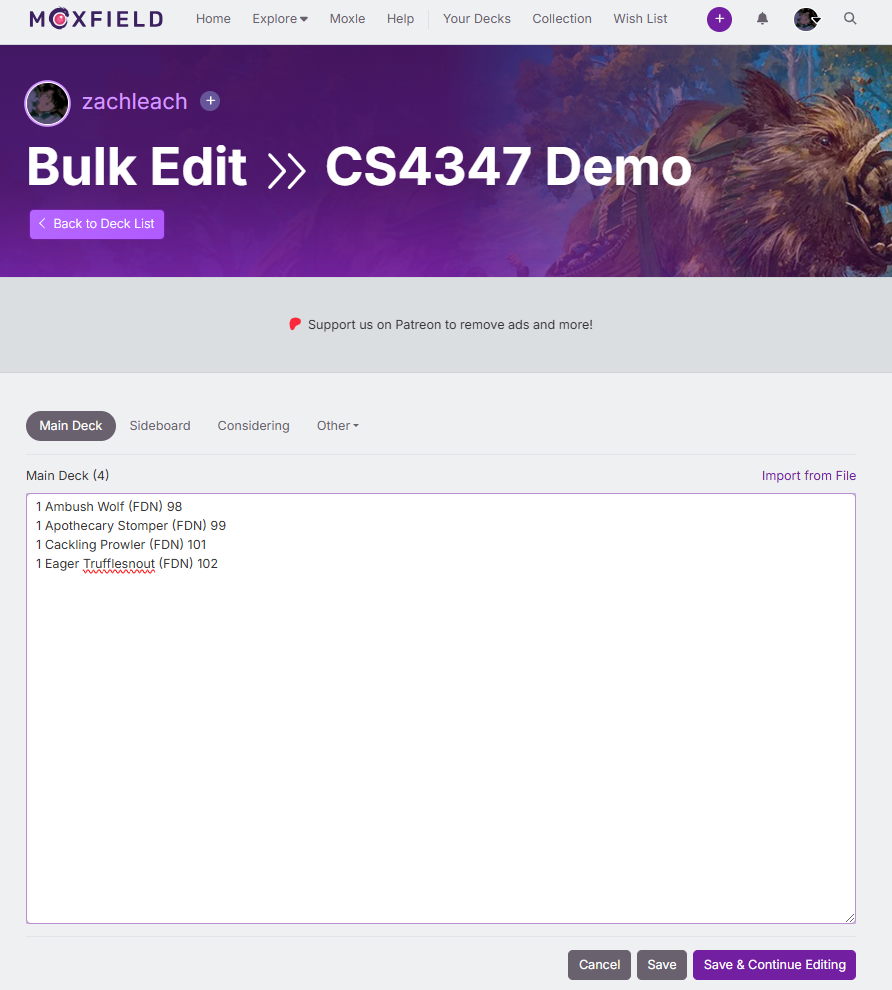 MOXFIELD
Home Explore Moxle Help Your Decks Collection Wish List
zachleach
Bulk Edit >> CS4347 Demo
Back to Deck List
Support us on Patreon to remove ads and more!
Main Deck Sideboard Considering Other
Main Deck (4) Import from File
1 Ambush Wolf (FDN) 98
1 Apothecary Stomper (FDN) 99
1 Cackling Prowler (FDN) 101
1 Eager Trufflesnout (FDN) 102
Cancel Save Save & Continue Editing